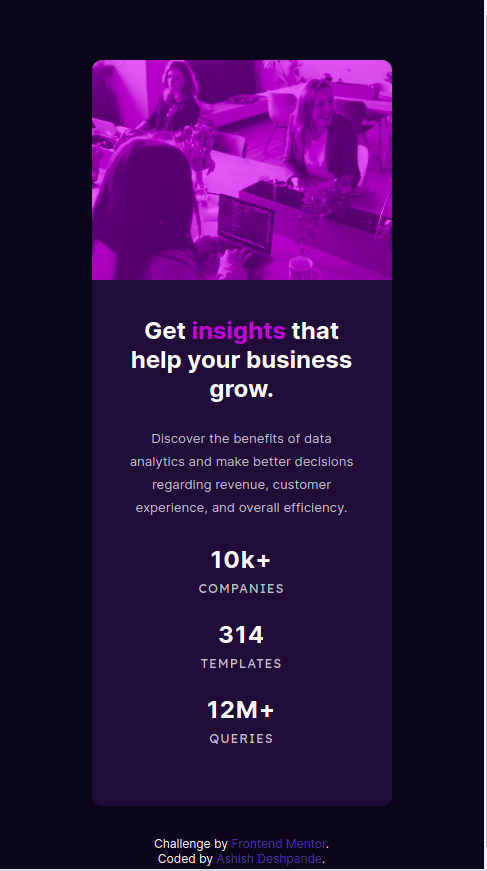 Get insights that
help your business
grow.
Discover the benefits of data
analytics and make better decisions
regarding revenue, customer
experience, and overall efficiency.
10k+
COMPANIES
314
TEMPLATES
12M+
QUERIES
Challenge by Frontend Mentor.
Coded by Ashish Deshpande.